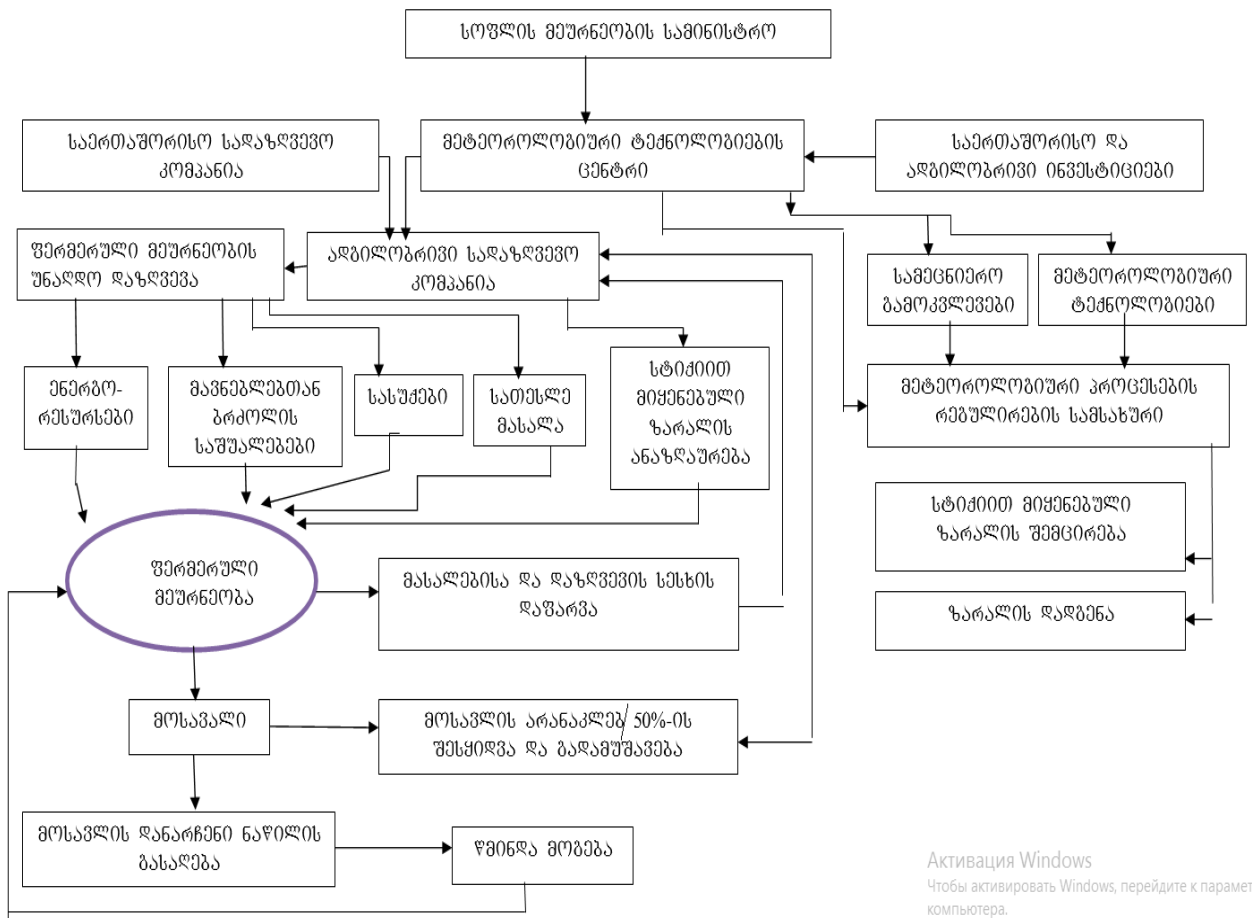 სოფლის მეურნეობის სამინისტრო
საერთაშორისო სადაზღვევო
კომპანია
მეტეოროლოგიური ტექნოლოგიების
ცენტრი
საერთაშორისო და
ადგილობრივი ინვესტიციები
ფერმერული მეურნეობის
უნაღდო დაზღვევა
ადგილობრივი სადაზღვევო
კომპანია
სამეცნიერო
გამოკვლევები
მეტეოროლოგიური
ტექნოლოგიები
ენერგო-
რესურსები
მავნებლებთან
ბრძოლის
საშუალებები
სასუქები
სათესლე
მასალა
სტიქიით
მიყენებული
ზარალის
ანაზღაურება
მეტეოროლოგიური პროცესების
რეგულირების სამსახური
სტიქიით მიყენებული
ზარალის შემცირება
ფერმერული
მეურნეობა
მასალებისა და დაზღვევის სესხის
დაფარვა
ზარალის დადგენა
მოსავალი
მოსავლის არანაკლებ 50%-ის
შესყიდვა და გადამუშავება
მოსავლის დანარჩენი ნაწილის
გასაღება
წმინდა მოგება
Активация Windows
Чтобы активировать Windows, перейдите к парамет
компьютера.